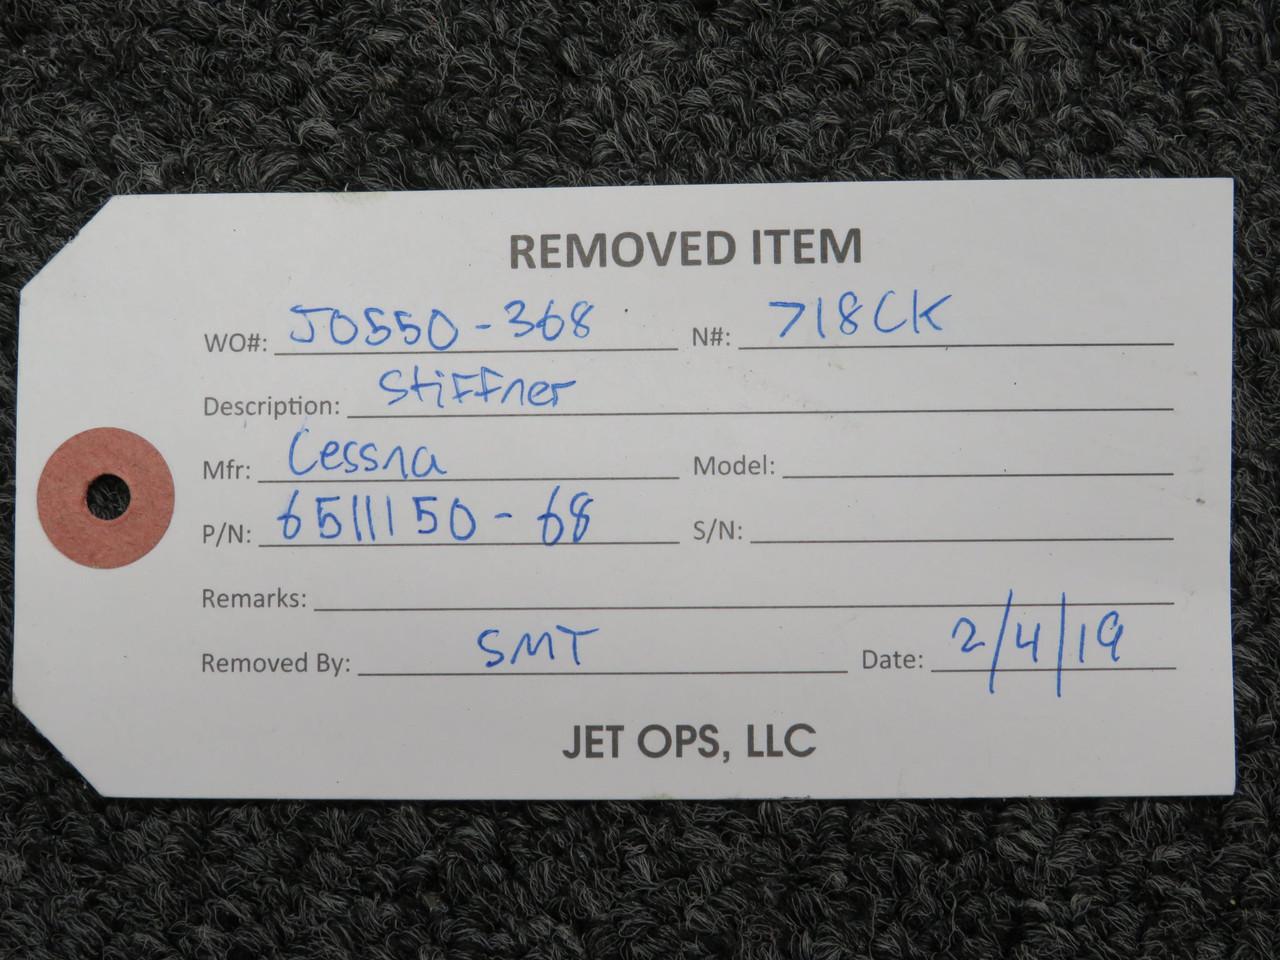 REMOVED ITEM
WO#: JO550-368 N#: 718CK
Description: Stiffner
Mfr: Cessna Model:
P/N: 6511150-68 S/N:
Remarks:
Removed By: SMT Date: 2/4/19
JET OPS, LLC